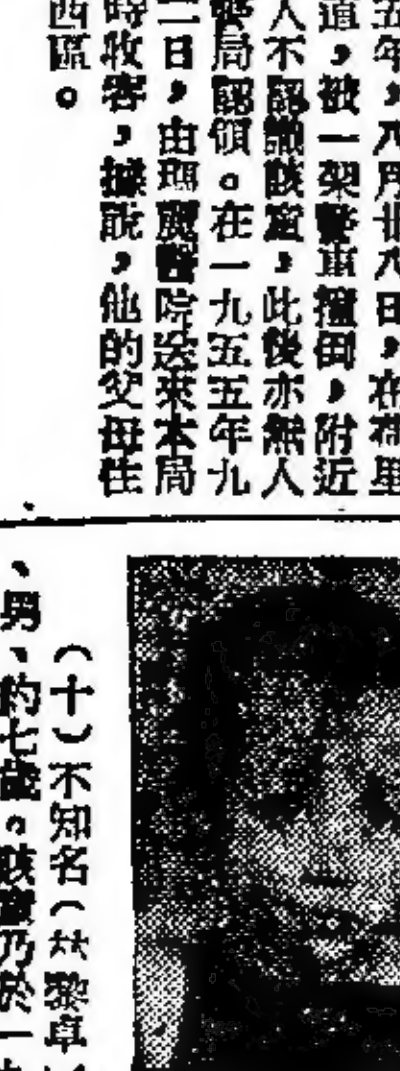 五年，六月廿八日，在荷里
道，被一架警車撞倒，附近
人不認識該童，此後亦無人
警局認領。在一九五五年九
二日，由瑪麗醫院送來本局
時收容，據說，他的父母住
西區。
（十）不知名（林黎卓
、男、約七歲。該童乃於一